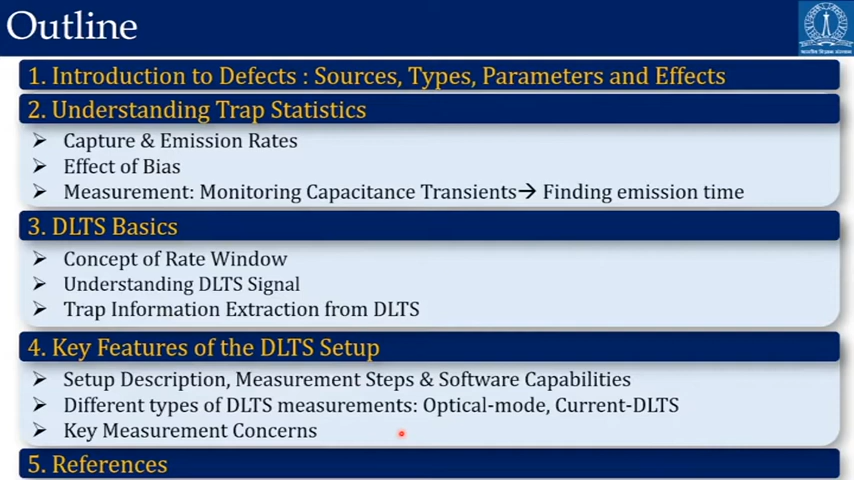 Outline
1. Introduction to Defects : Sources, Types, Parameters and Effects
2. Understanding Trap Statistics
➢ Capture & Emission Rates
➢ Effect of Bias
➢ Measurement: Monitoring Capacitance Transients→ Finding emission time
3. DLTS Basics
➢ Concept of Rate Window
➢ Understanding DLTS Signal
➢ Trap Information Extraction from DLTS
4. Key Features of the DLTS Setup
➢ Setup Description, Measurement Steps & Software Capabilities
➢ Different types of DLTS measurements: Optical-mode, Current-DLTS
➢ Key Measurement Concerns
5. References